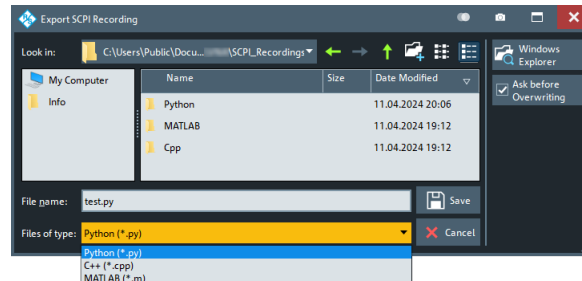 Export SCPI Recording
Look in:
C:\Users\Public\Docu... \SCPI_Recordings
Windows
Explorer
My Computer
Info
Name
Size
Date Modified
Ask before
Overwriting
Python
11.04.2024 20:06
MATLAB
11.04.2024 19:12
Cpp
11.04.2024 19:12
File name:
test.py
Save
Files of type:
Python (*.py)
Cancel
Python (*.py)
C++ (*.cpp)
MATLAB (*.m)